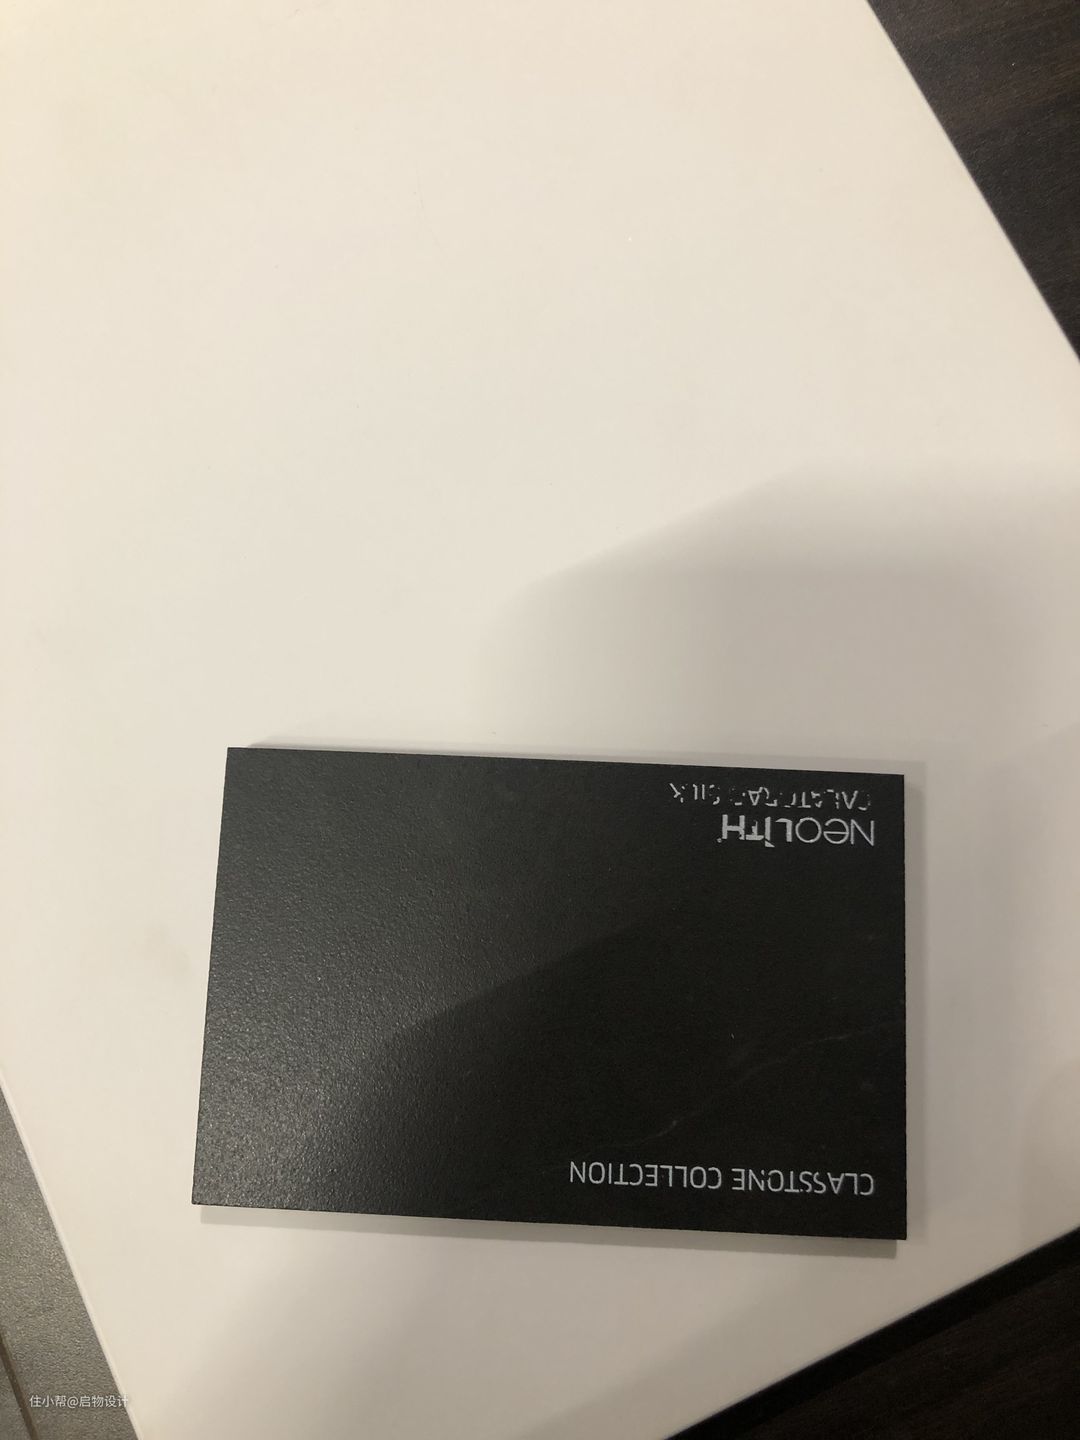 CLASSTONE COLLECTION
NEOLITH
CALATORAO SILK
住小帮@启物设计